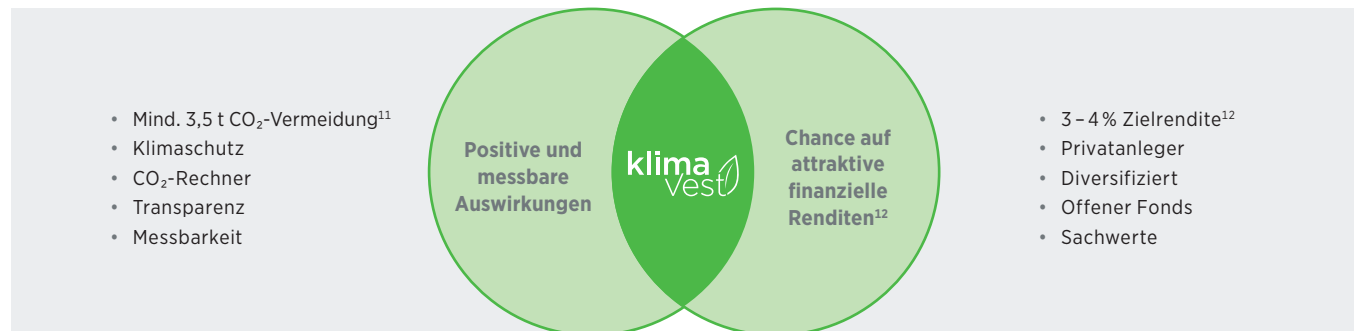 • Mind. 3,5 t CO₂-Vermeidung¹¹
• Klimaschutz
• CO₂-Rechner
• Transparenz
• Messbarkeit
Positive und
messbare
Auswirkungen
klima
Vest
Chance auf
attraktive
finanzielle
Renditen¹²
• 3 – 4 % Zielrendite¹²
• Privatanleger
• Diversifiziert
• Offener Fonds
• Sachwerte